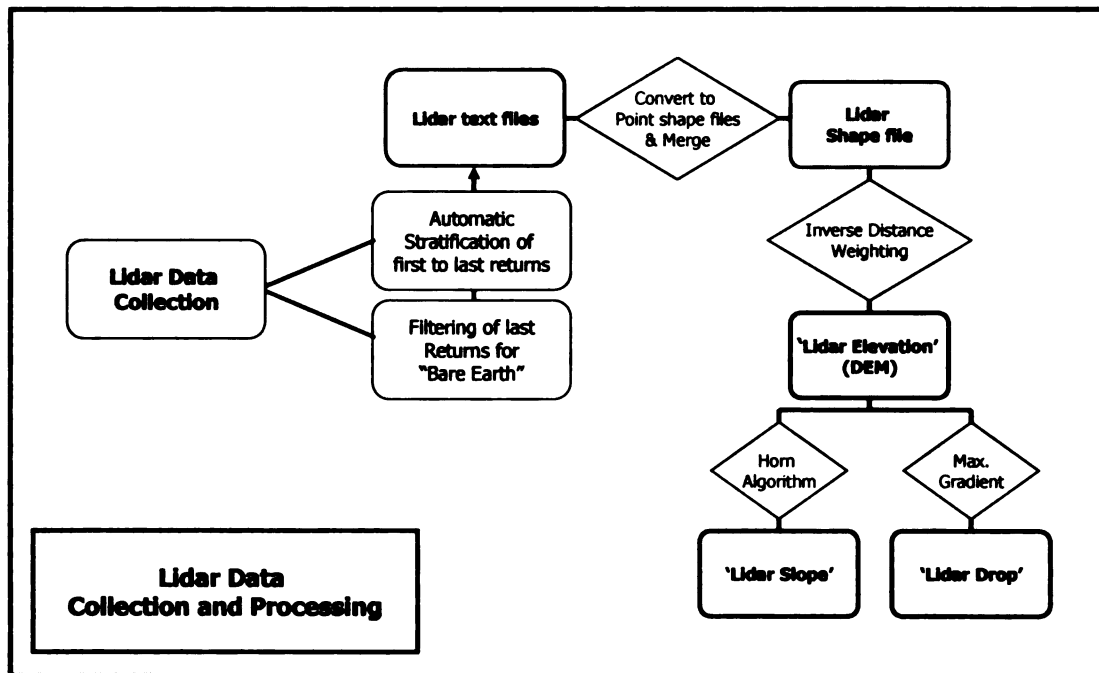 Lidar text files
Convert to
Point shape files
& Merge
Lidar
Shape file
Automatic
Stratification of
first to last returns
Inverse Distance
Weighting
Lidar Data
Collection
Filtering of last
Returns for
"Bare Earth"
‘Lidar Elevation’
(DEM)
Horn
Algorithm
Max.
Gradient
‘Lidar Slope’
‘Lidar Drop’
Lidar Data
Collection and Processing